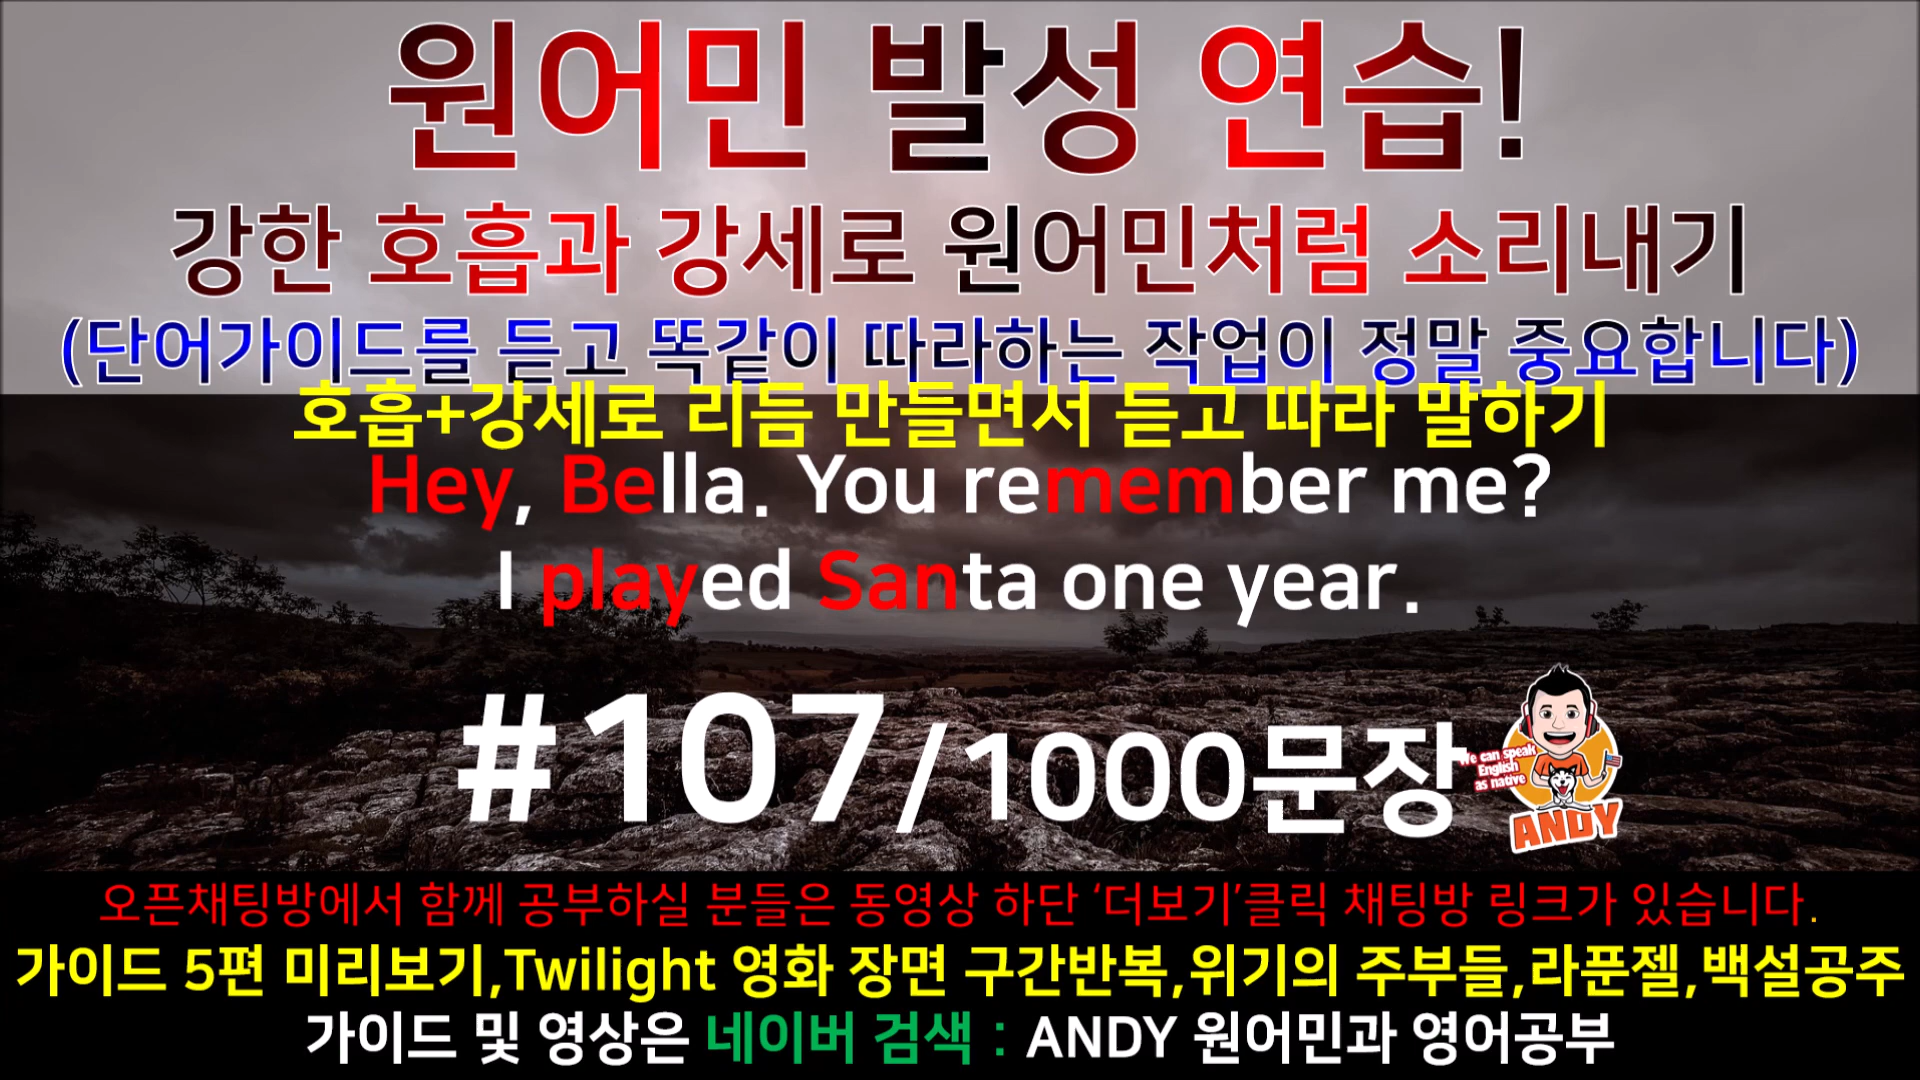 원어민 발성 연습!
강한 호흡과 강세로 원어민처럼 소리내기
(단어가이드를 듣고 똑같이 따라하는 작업이 정말 중요합니다)
호흡+강세로 리듬 만들면서 듣고 따라 말하기
Hey, Bella. You remember me?
I played Santa one year.
#107/1000문장
We can speak
English
as native
ANDY
오픈채팅방에서 함께 공부하실 분들은 동영상 하단 ‘더보기’클릭 채팅방 링크가 있습니다.
가이드 5편 미리보기,Twilight 영화 장면 구간반복,위기의 주부들,라푼젤,백설공주
가이드 및 영상은 네이버 검색 : ANDY 원어민과 영어공부